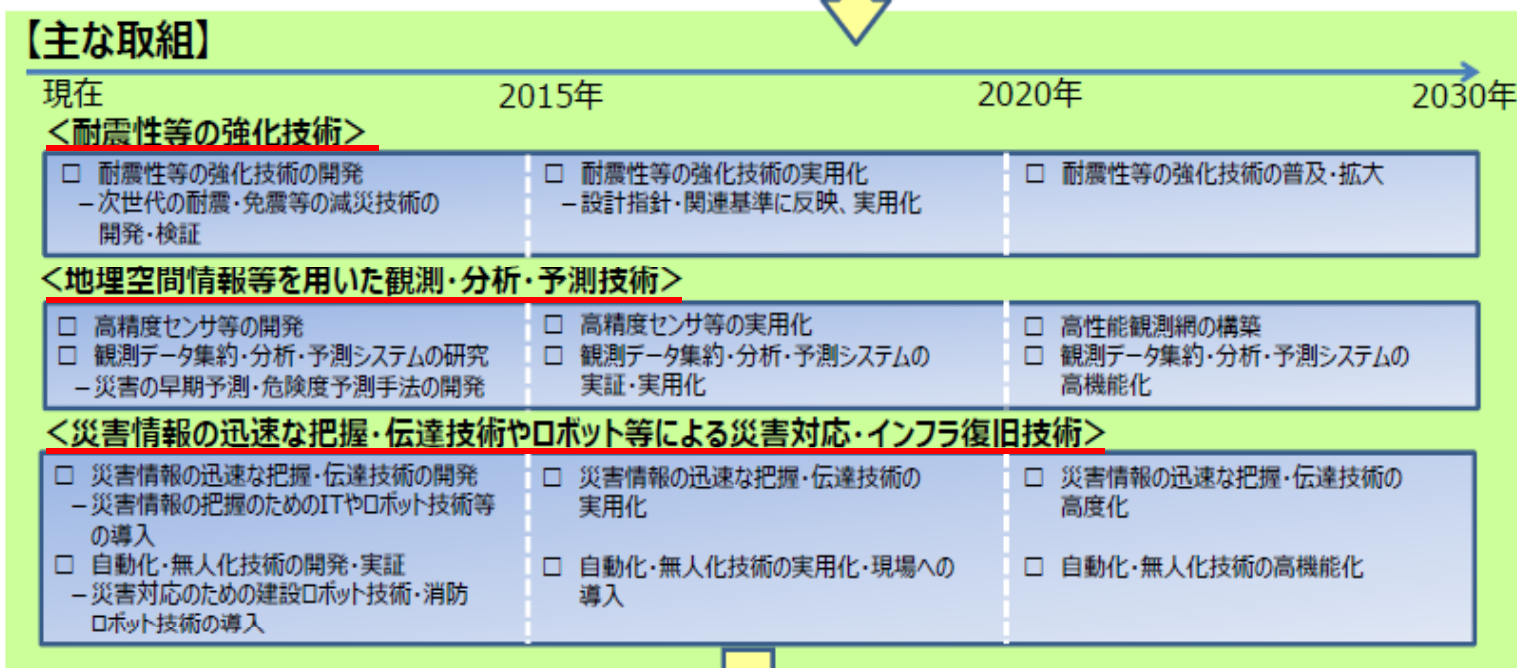 【主な取組】
現在 2015年 2020年 2030年
＜耐震性等の強化技術＞
□ 耐震性等の強化技術の開発
－次世代の耐震・免震等の減災技術の
開発・検証
□ 耐震性等の強化技術の実用化
－設計指針・関連基準に反映、実用化
□ 耐震性等の強化技術の普及・拡大
＜地理空間情報等を用いた観測・分析・予測技術＞
□ 高精度センサ等の開発
□ 観測データ集約・分析・予測システムの研究
－災害の早期予測・危険度予測手法の開発
□ 高精度センサ等の実用化
□ 観測データ集約・分析・予測システムの
実証・実用化
□ 高性能観測網の構築
□ 観測データ集約・分析・予測システムの
高機能化
＜災害情報の迅速な把握・伝達技術やロボット等による災害対応・インフラ復旧技術＞
□ 災害情報の迅速な把握・伝達技術の開発
－災害情報の把握のためのITやロボット技術等
の導入
□ 自動化・無人化技術の開発・実証
－災害対応のための建設ロボット技術・消防
ロボット技術の導入
□ 災害情報の迅速な把握・伝達技術の
実用化
□ 自動化・無人化技術の実用化・現場への
導入
□ 災害情報の迅速な把握・伝達技術の
高度化
□ 自動化・無人化技術の高機能化